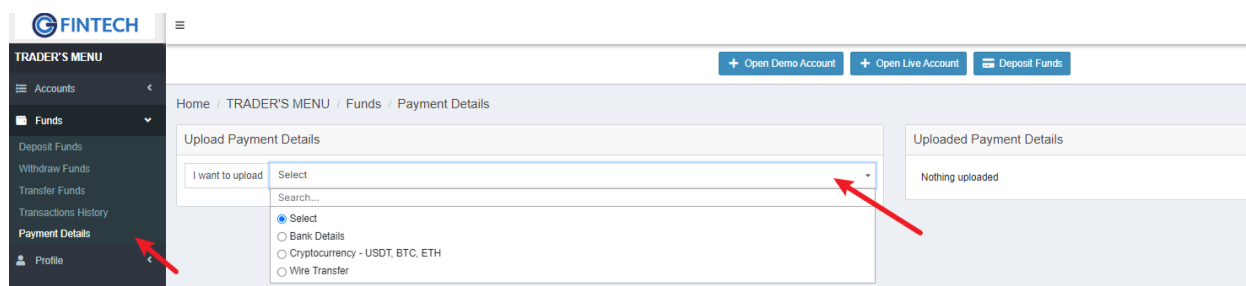 GFINTECH
TRADER'S MENU
Accounts
Funds
Deposit Funds
Withdraw Funds
Transfer Funds
Transactions History
Payment Details
Profile
+ Open Demo Account
+ Open Live Account
Deposit Funds
Home / TRADER'S MENU / Funds / Payment Details
Upload Payment Details
I want to upload
Select
Search...
Select
Bank Details
Cryptocurrency - USDT, BTC, ETH
Wire Transfer
Uploaded Payment Details
Nothing uploaded